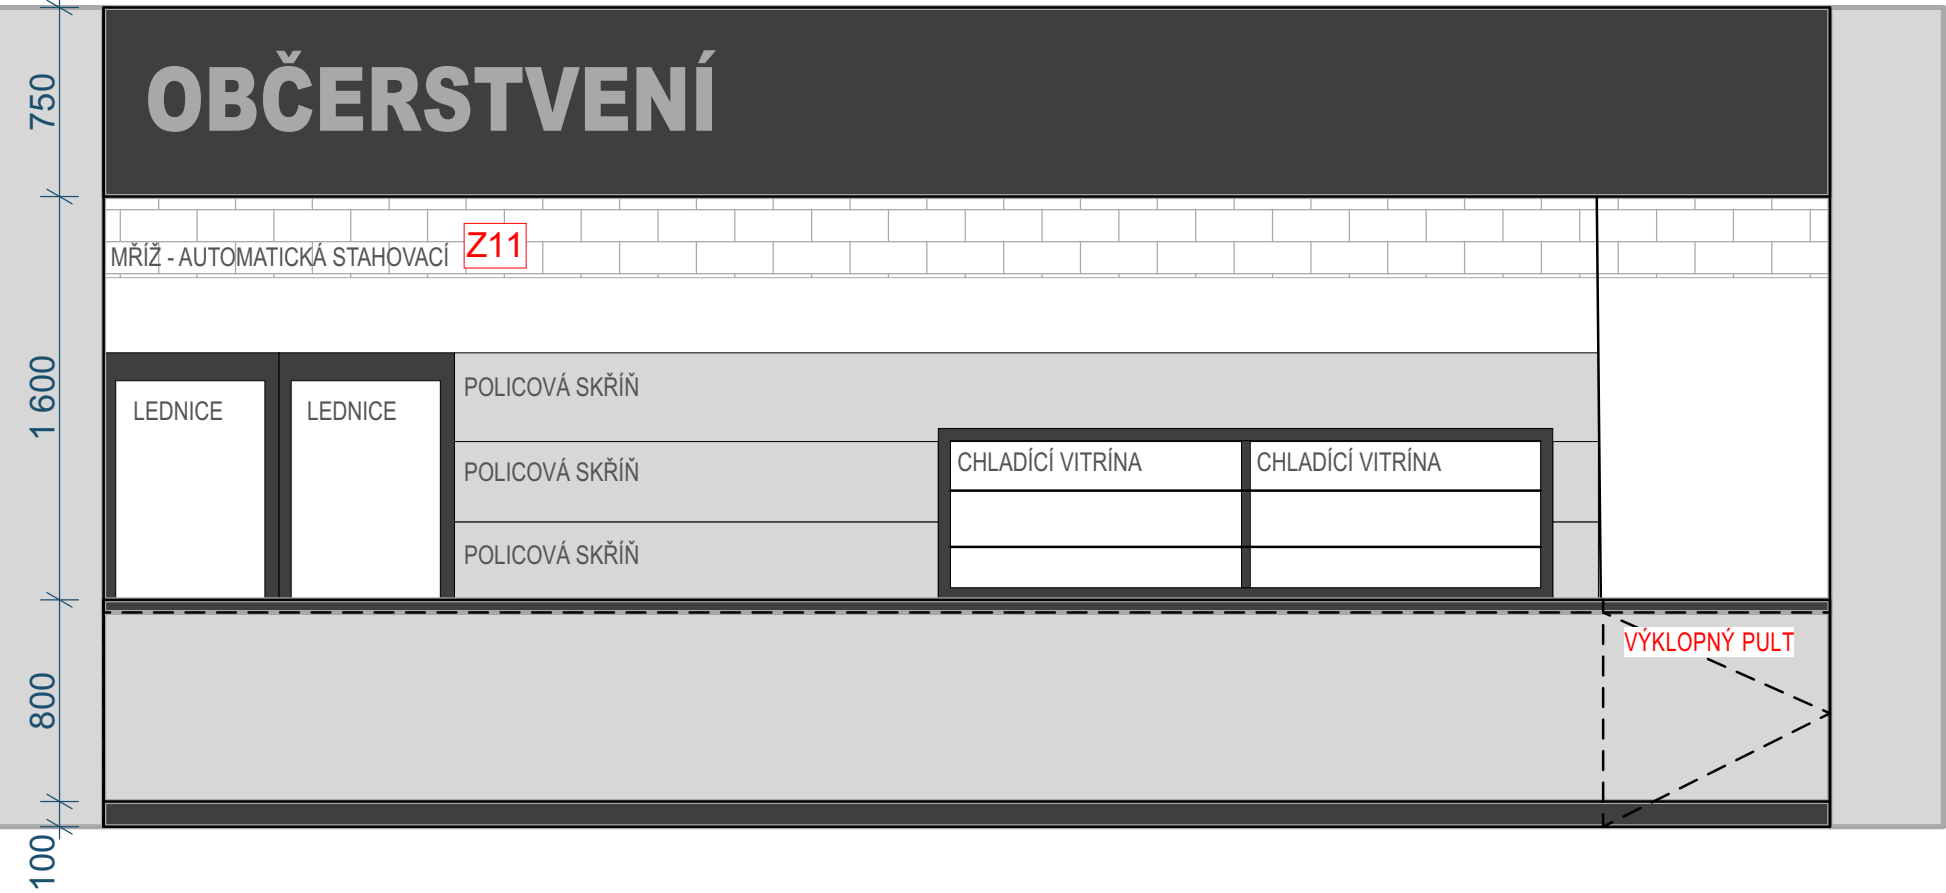 OBČERSTVENÍ
750
MŘÍŽ - AUTOMATICKÁ STAHOVACÍ
Z11
1 600
LEDNICE
LEDNICE
POLICOVÁ SKŘÍŇ
POLICOVÁ SKŘÍŇ
POLICOVÁ SKŘÍŇ
CHLADÍCÍ VITRÍNA
CHLADÍCÍ VITRÍNA
VÝKLOPNÝ PULT
800
100